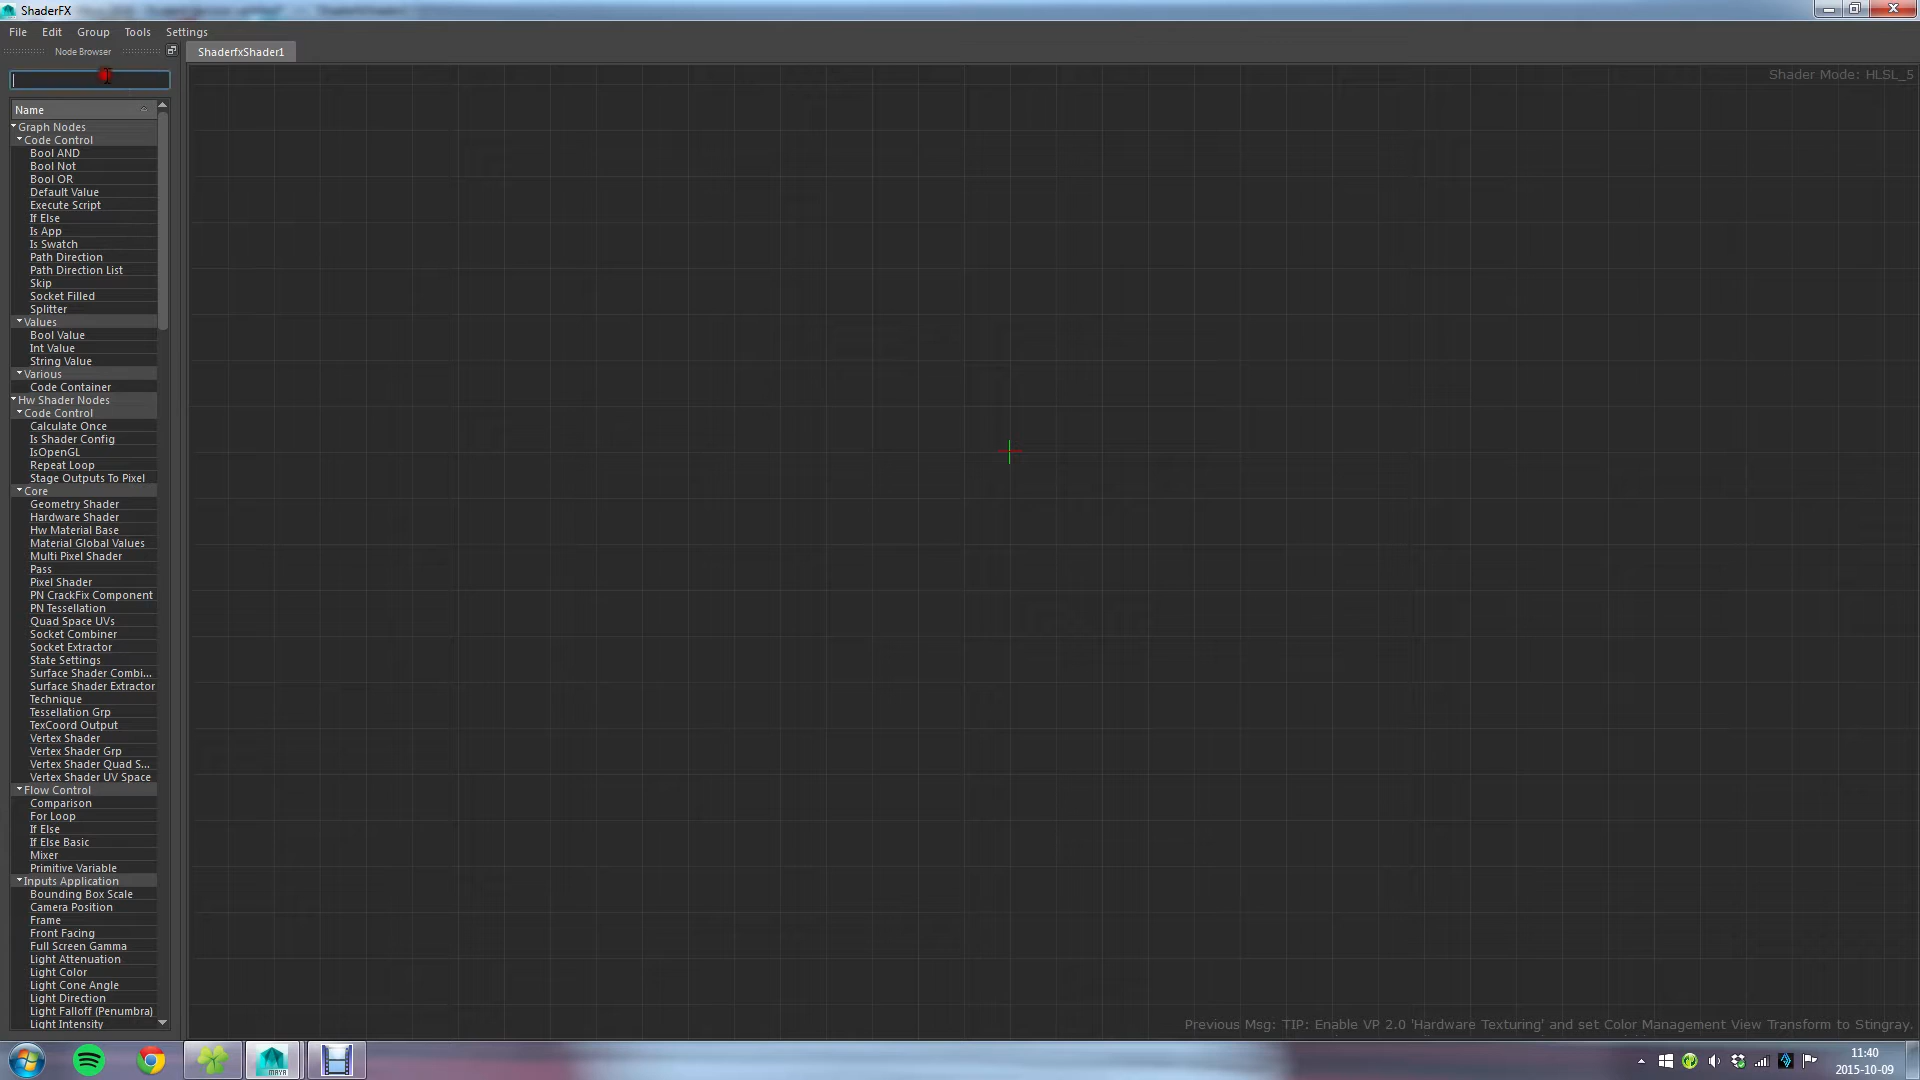 ShaderFX
File Edit Group Tools Settings
Node Browser
ShaderfxShader1
Shader Mode: HLSL_5
Name
Graph Nodes
Code Control
Bool AND
Bool Not
Bool OR
Default Value
Execute Script
If Else
Is App
Is Swatch
Path Direction
Path Direction List
Skip
Socket Filled
Splitter
Values
Bool Value
Int Value
String Value
Various
Code Container
Hw Shader Nodes
Code Control
Calculate Once
Is Shader Config
IsOpenGL
Repeat Loop
Stage Outputs To Pixel
Core
Geometry Shader
Hardware Shader
Hw Material Base
Material Global Values
Multi Pixel Shader
Pass
Pixel Shader
PN CrackFix Component
PN Tessellation
Quad Space UVs
Socket Combiner
Socket Extractor
State Settings
Surface Shader Combi...
Surface Shader Extractor
Technique
Tessellation Grp
TexCoord Output
Vertex Shader
Vertex Shader Grp
Vertex Shader Quad S...
Vertex Shader UV Space
Flow Control
Comparison
For Loop
If Else
If Else Basic
Mixer
Primitive Variable
Inputs Application
Bounding Box Scale
Camera Position
Frame
Front Facing
Full Screen Gamma
Light Attenuation
Light Color
Light Cone Angle
Light Direction
Light Falloff (Penumbra)
Light Intensity
Previous Msg: TIP: Enable VP 2.0 'Hardware Texturing' and set Color Management View Transform to Stingray.
MAYA
11:40
2015-10-09